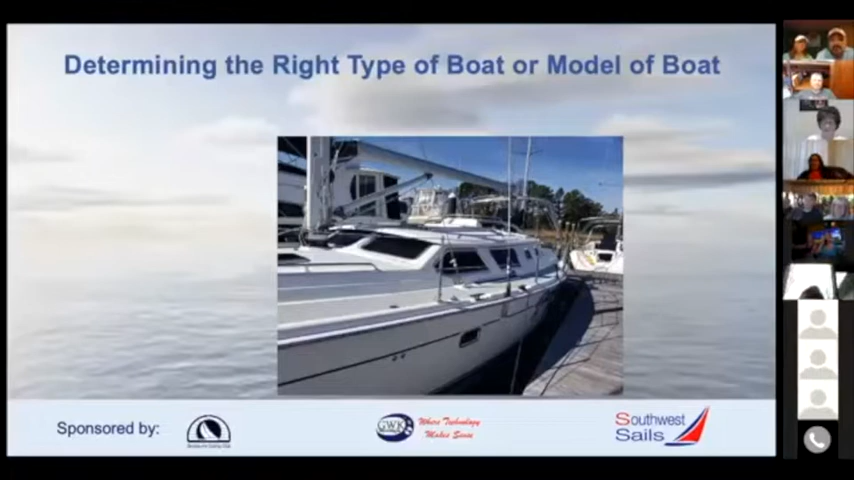 Determining the Right Type of Boat or Model of Boat
Sponsored by:
GWK
Where Technology
Makes Sense
Southwest
Sails